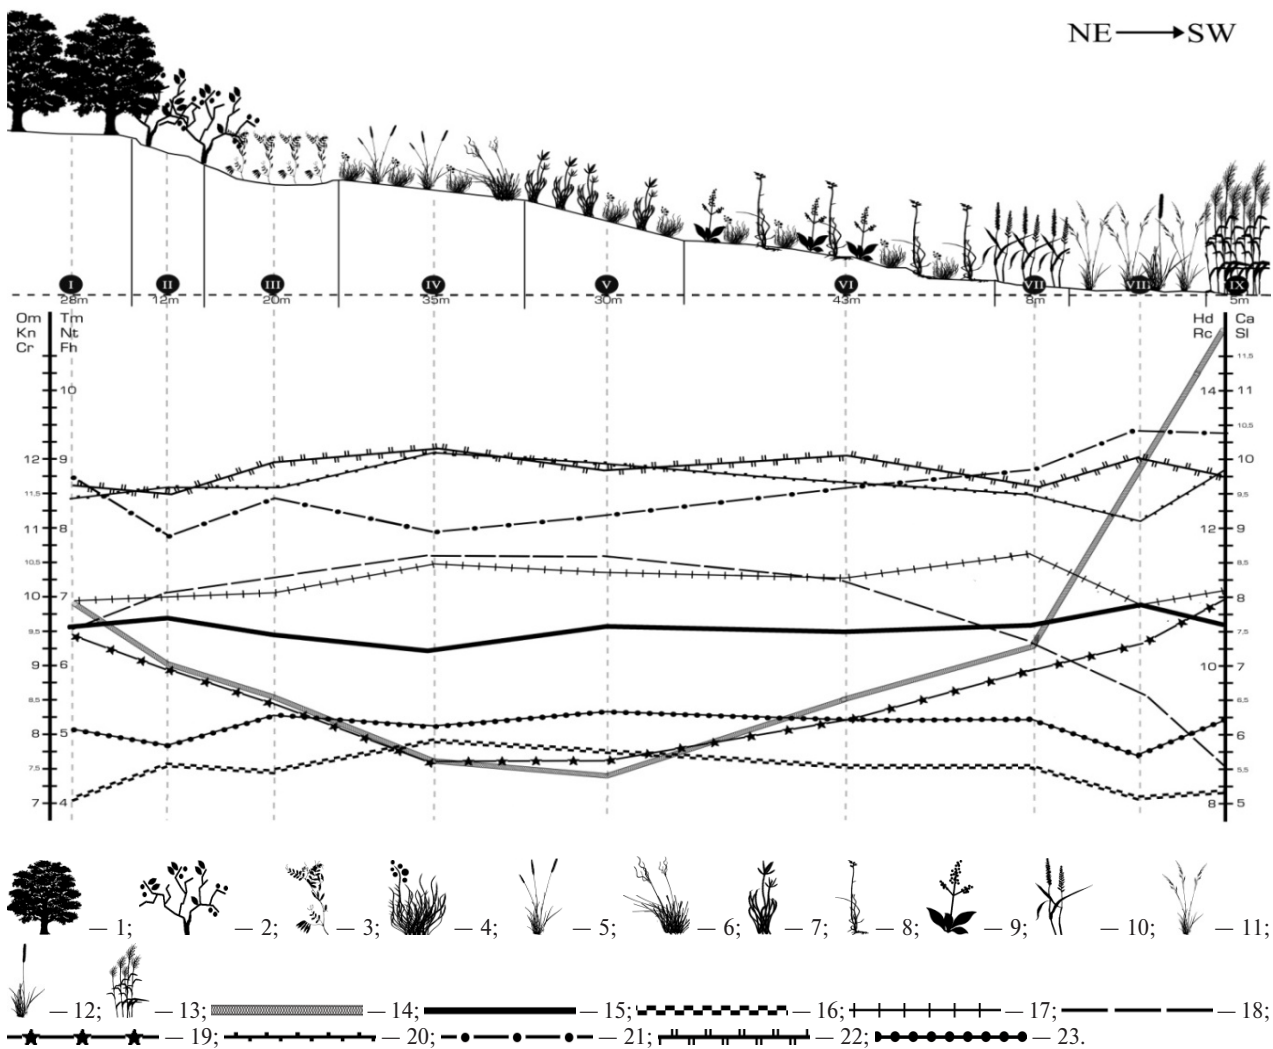 NE SW
I II III IV V VI VII VIII IX
28m 12m 20m 35m 30m 43m 8m 5m
Om Tm Hd Ca
Kn Nt Rc Sl
Cr Fh
11.5
10 14 11
10.5
12 9 10
11.5 9.5
11 8 12 9
10.5 8.5
10 7 8
9.5 7.5
9 6 10 7
8.5 6.5
8 5 6
7.5 5.5
7 4 8 5
— 1; — 2; — 3; — 4; — 5; — 6; — 7; — 8; — 9; — 10; — 11;
— 12; — 13; — 14; — 15; — 16; — 17; — 18;
— 19; — 20; — 21; — 22; — 23.